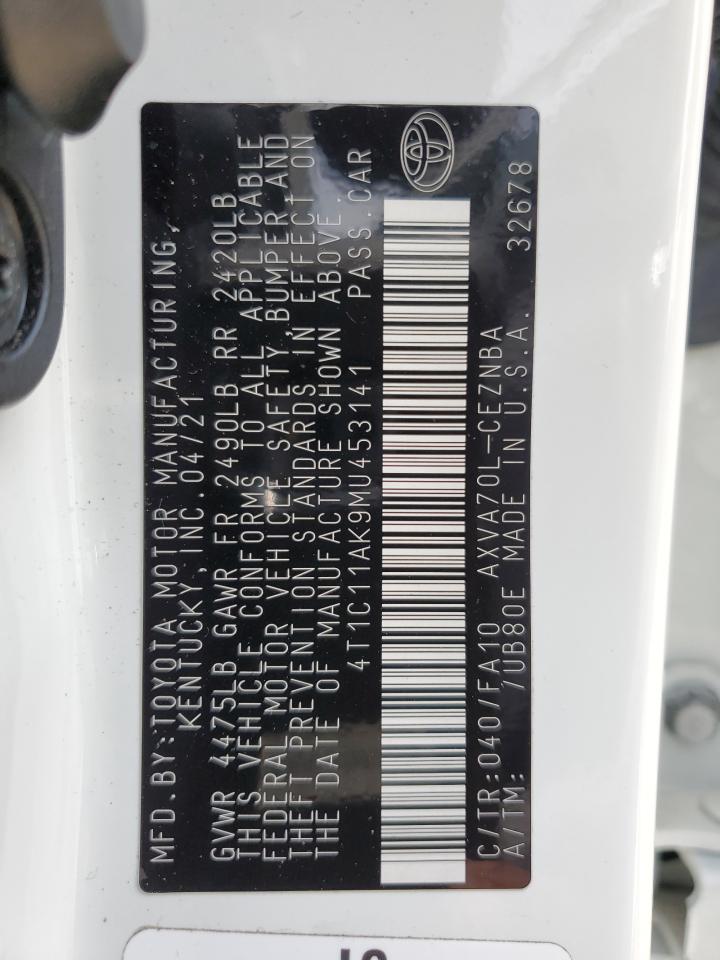 MFD.BY:TOYOTA MOTOR MANUFACTURING,
KENTUCKY, INC.04/21
GVWR 4475LB GAWR FR 2490LB RR 2420LB
THIS VEHICLE CONFORMS TO ALL APPLICABLE
FEDERAL MOTOR VEHICLE SAFETY,BUMPER,AND
THEFT PREVENTION STANDARDS IN EFFECT ON
THE DATE OF MANUFACTURE SHOWN ABOVE.
4T1C11AK9MU453141 PASS.CAR
C/TR:040/FA10 AXVA70L-CEZNBA
A/TM: /UB80E MADE IN U.S.A. 32678